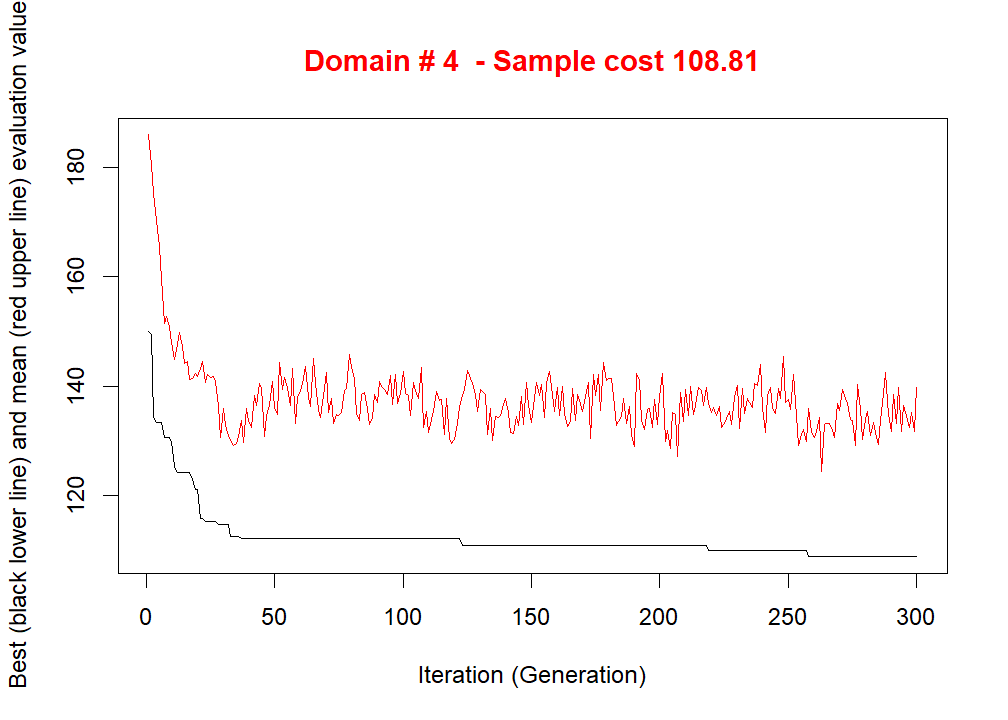 Domain # 4  - Sample cost 108.81
Best (black lower line) and mean (red upper line) evaluation value
180
160
140
120
0 50 100 150 200 250 300
Iteration (Generation)